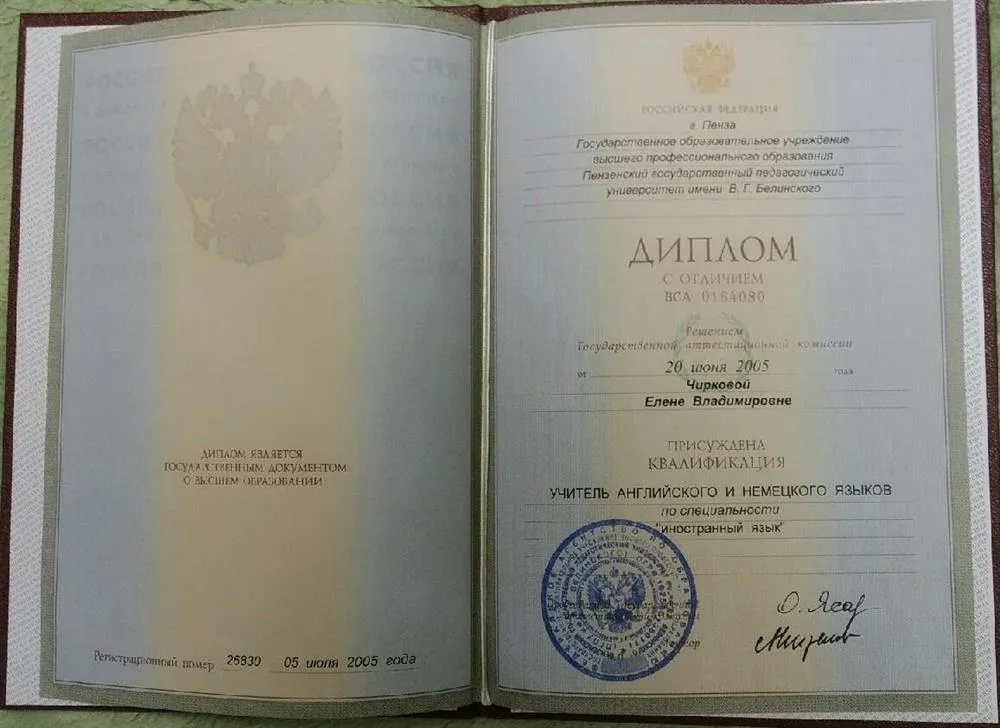 ДИПЛОМ ЯВЛЯЕТСЯ
ГОСУДАРСТВЕННЫМ ДОКУМЕНТОМ
О ВЫСШЕМ ОБРАЗОВАНИИ
Регистрационный номер 26839 05 июля 2005 года
РОССИЙСКАЯ ФЕДЕРАЦИЯ
г. Пенза
Государственное образовательное учреждение
высшего профессионального образования
Пензенский государственный педагогический
университет имени В. Г. Белинского
ДИПЛОМ
С ОТЛИЧИЕМ
ВСА 0164080
Решением
Государственной аттестационной комиссии
от 20 июня 2005 года
Чирковой
Елене Владимировне
ПРИСУЖДЕНА
КВАЛИФИКАЦИЯ
УЧИТЕЛЬ АНГЛИЙСКОГО И НЕМЕЦКОГО ЯЗЫКОВ
по специальности
"иностранный язык"